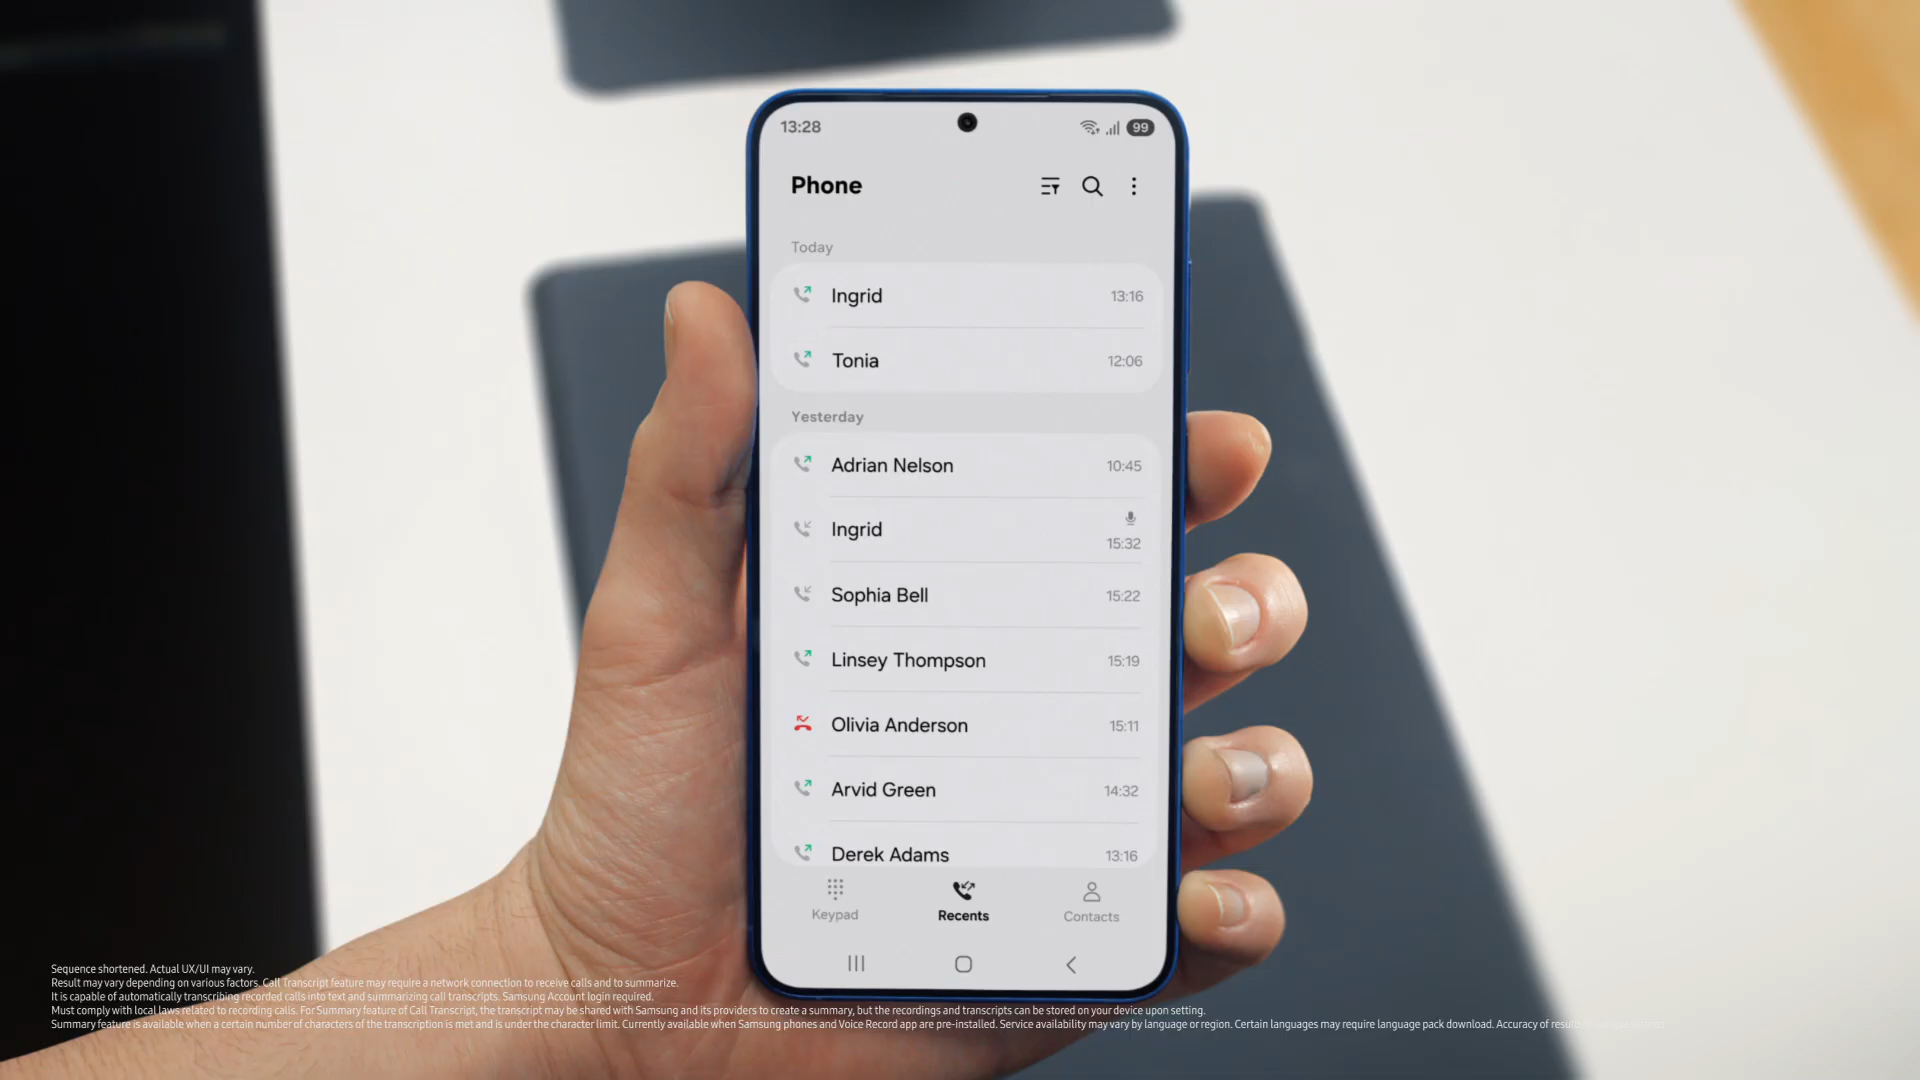 13:28
99
Phone
Today
Ingrid 13:16
Tonia 12:06
Yesterday
Adrian Nelson 10:45
Ingrid 15:32
Sophia Bell 15:22
Linsey Thompson 15:19
Olivia Anderson 15:11
Arvid Green 14:32
Derek Adams 13:16
Keypad Recents Contacts
Sequence shortened. Actual UX/UI may vary.
Result may vary depending on various factors. Call Transcript feature may require a network connection to receive calls and to summarize.
It is capable of automatically transcribing recorded calls into text and summarizing call transcripts. Samsung Account login required.
Must comply with local laws related to recording calls. For Summary feature of Call Transcript, the transcript may be shared with Samsung and its providers to create a summary, but the recordings and transcripts can be stored on your device upon setting.
Summary feature is available when a certain number of characters of the transcription is met and is under the character limit. Currently available when Samsung phones and Voice Record app are pre-installed. Service availability may vary by language or region. Certain languages may require language pack download. Accuracy of